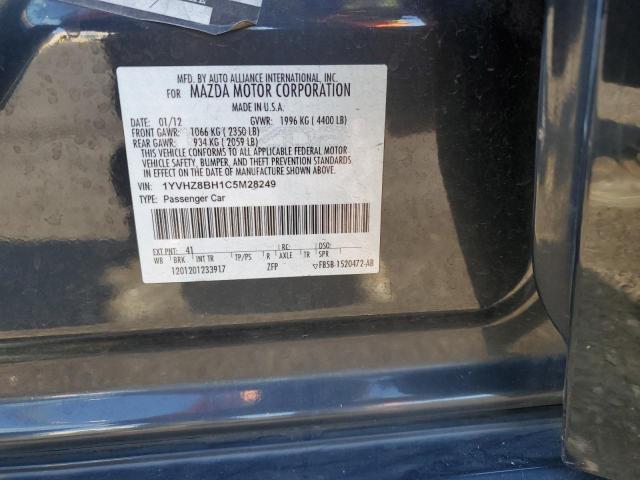 MFD. BY AUTO ALLIANCE INTERNATIONAL, INC.
FOR MAZDA MOTOR CORPORATION
MADE IN U.S.A.
DATE: 01/12 GVWR: 1996 KG ( 4400 LB)
FRONT GAWR: 1066 KG ( 2350 LB)
REAR GAWR: 934 KG ( 2059 LB)
THIS VEHICLE CONFORMS TO ALL APPLICABLE FEDERAL MOTOR
VEHICLE SAFETY, BUMPER, AND THEFT PREVENTION STANDARDS
IN EFFECT ON THE DATE OF MANUFACTURE SHOWN ABOVE.
VIN: 1YVHZ8BH1C5M28249
TYPE: Passenger Car
EXT PNT: 41 RC: DSO:
WB BRK INT TR TP/PS R AXLE TR SPR
1201201233917 ZFP F85B-1520472-AB